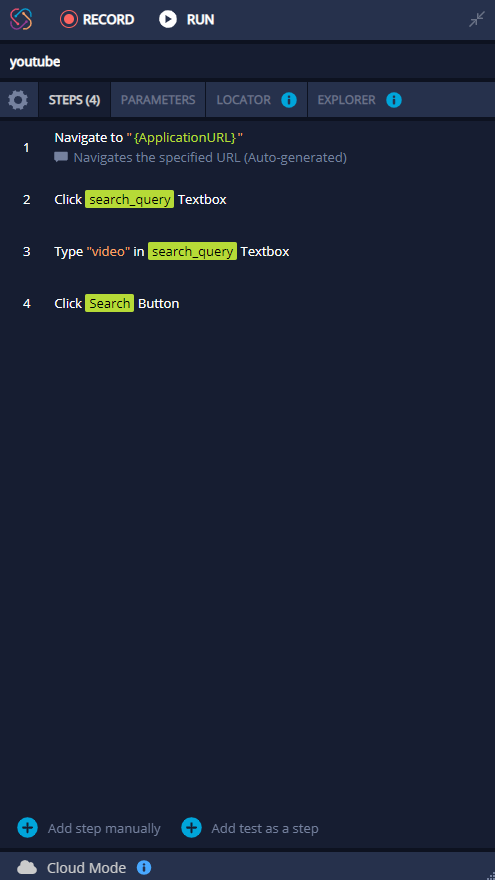 RECORD RUN
youtube
STEPS (4) PARAMETERS LOCATOR i EXPLORER i
1 Navigate to "{ApplicationURL}"
Navigates the specified URL (Auto-generated)
2 Click search_query Textbox
3 Type "video" in search_query Textbox
4 Click Search Button
Add step manually Add test as a step
Cloud Mode i